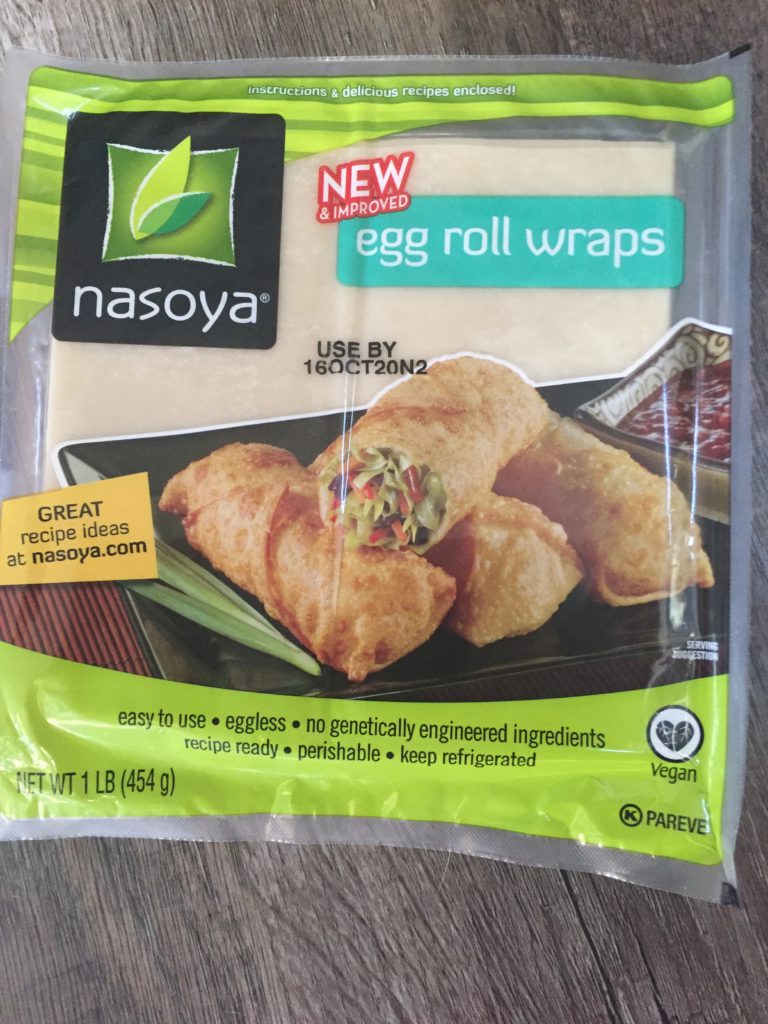 instructions & delicious recipes enclosed!
nasoya®
NEW
& IMPROVED
egg roll wraps
USE BY
16OCT20N2
GREAT
recipe ideas
at nasoya.com
SERVING
SUGGESTION
easy to use • eggless • no genetically engineered ingredients
recipe ready • perishable • keep refrigerated
NET WT 1 LB (454 g)
Vegan
K PAREVE